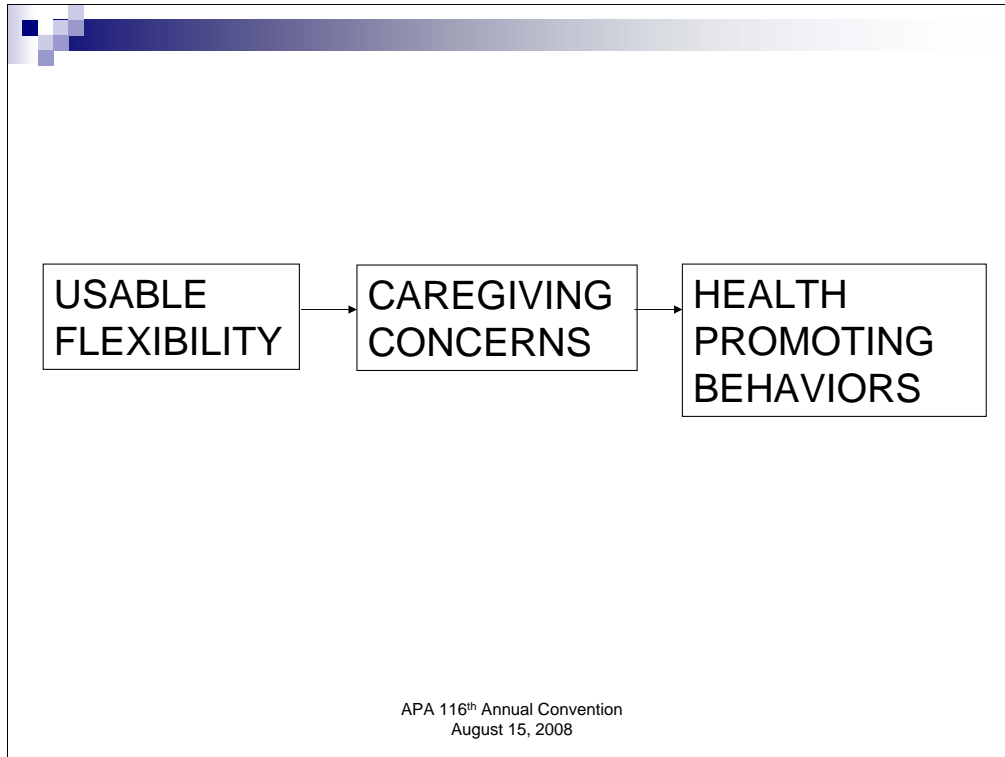 USABLE
FLEXIBILITY
CAREGIVING
CONCERNS
HEALTH
PROMOTING
BEHAVIORS
APA 116th Annual Convention
August 15, 2008